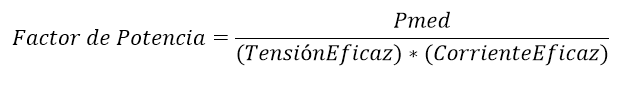 Factor de Potencia = Pmed / (TensiónEficaz) * (CorrienteEficaz)